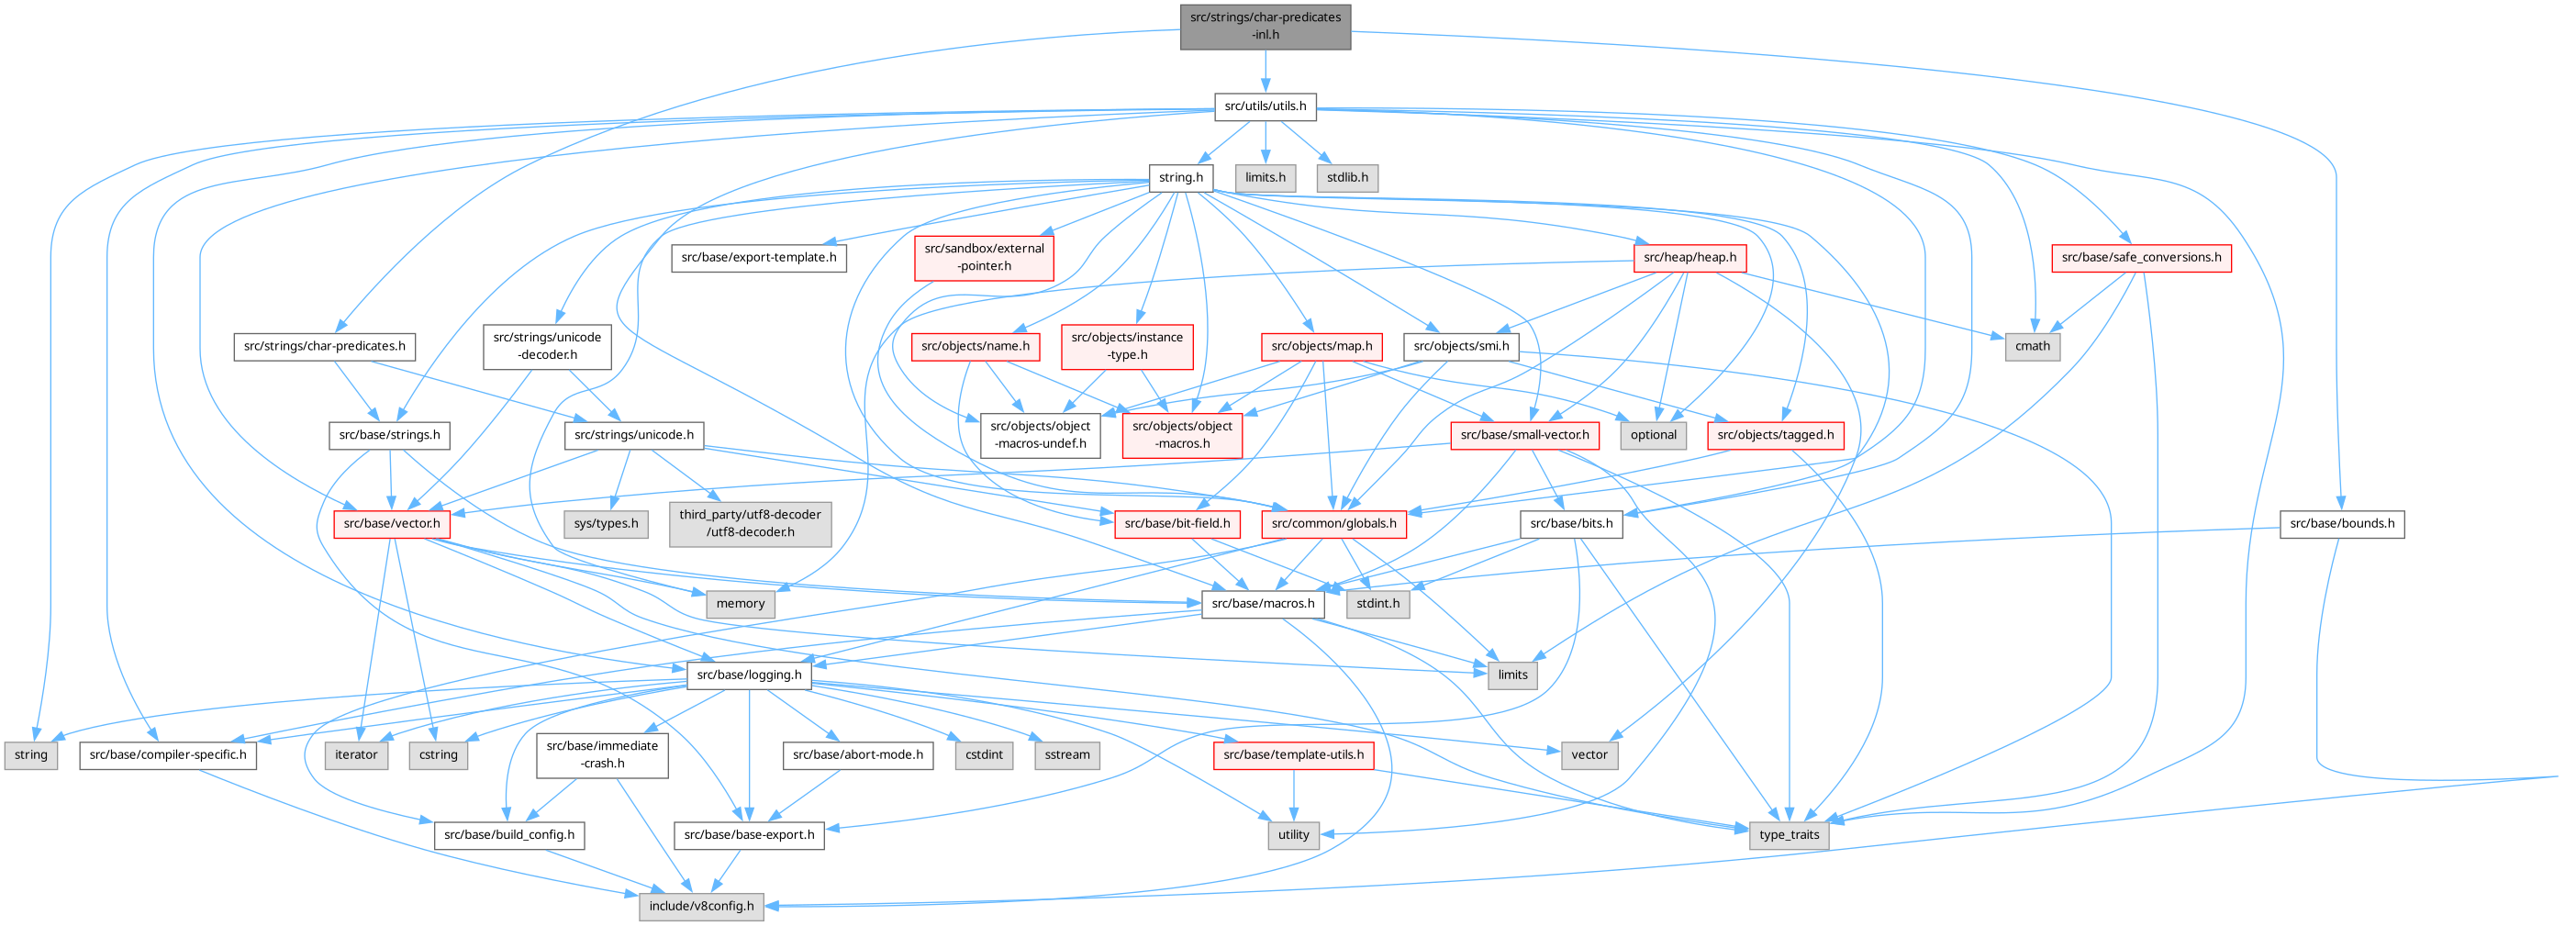 src/strings/char-predicates
-inl.h
src/utils/utils.h
string.h
limits.h
stdlib.h
src/base/export-template.h
src/sandbox/external
-pointer.h
src/heap/heap.h
src/base/safe_conversions.h
src/strings/char-predicates.h
src/strings/unicode
-decoder.h
src/objects/name.h
src/objects/instance
-type.h
src/objects/map.h
src/objects/smi.h
cmath
src/base/strings.h
src/strings/unicode.h
src/objects/object
-macros-undef.h
src/objects/object
-macros.h
src/base/small-vector.h
optional
src/objects/tagged.h
src/base/vector.h
sys/types.h
third_party/utf8-decoder
/utf8-decoder.h
src/base/bit-field.h
src/common/globals.h
src/base/bits.h
src/base/bounds.h
memory
src/base/macros.h
stdint.h
src/base/logging.h
limits
string
src/base/compiler-specific.h
iterator
cstring
src/base/immediate
-crash.h
src/base/abort-mode.h
cstdint
sstream
src/base/template-utils.h
vector
src/base/build_config.h
src/base/base-export.h
utility
type_traits
include/v8config.h